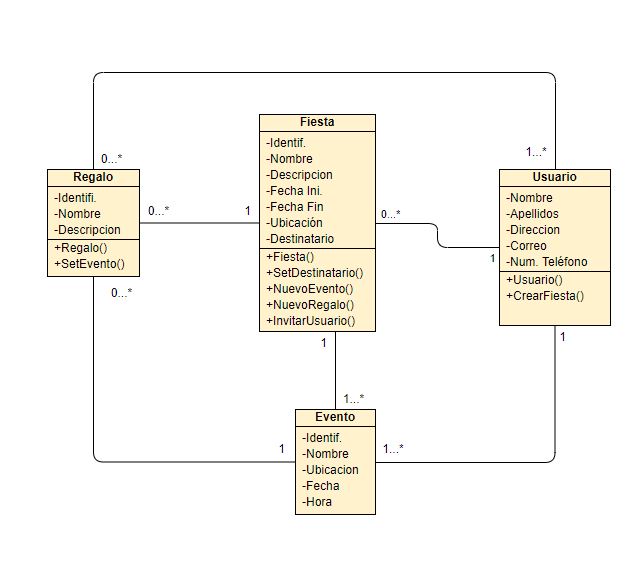 0...*
1...*
Regalo
-Identifi.
-Nombre
-Descripcion
+Regalo()
+SetEvento()
0...*
1
Fiesta
-Identif.
-Nombre
-Descripcion
-Fecha Ini.
-Fecha Fin
-Ubicación
-Destinatario
+Fiesta()
+SetDestinatario()
+NuevoEvento()
+NuevoRegalo()
+InvitarUsuario()
0...*
1
Usuario
-Nombre
-Apellidos
-Direccion
-Correo
-Num. Teléfono
+Usuario()
+CrearFiesta()
0...*
1
1
1...*
1
1...*
Evento
-Identif.
-Nombre
-Ubicacion
-Fecha
-Hora